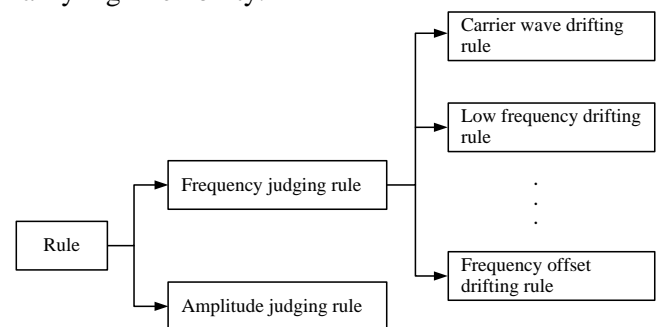 Carrier wave drifting
rule
Low frequency drifting
rule
Frequency judging rule
.
.
.
Rule
Frequency offset
drifting rule
Amplitude judging rule